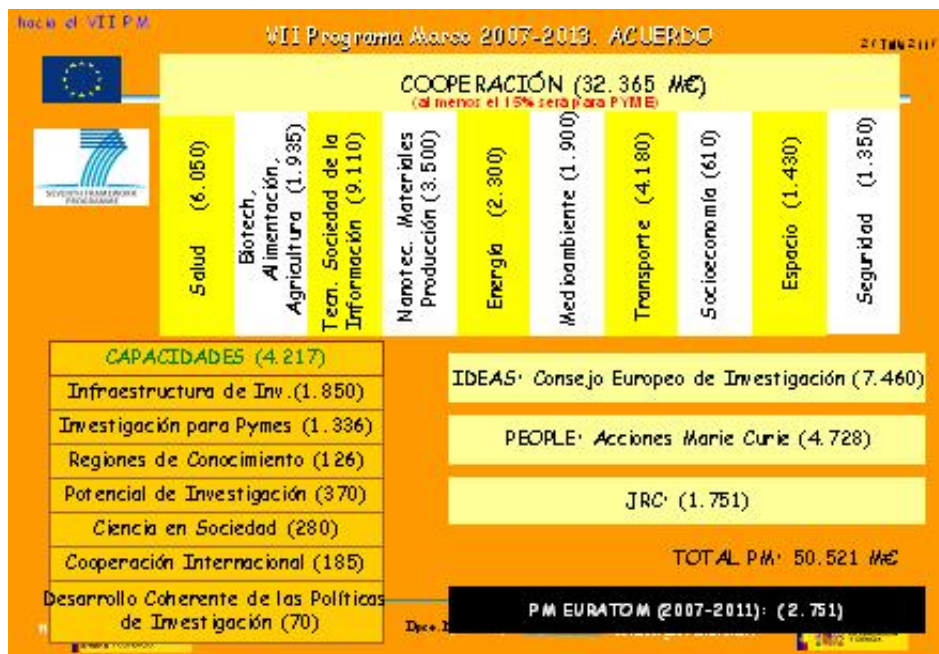 hacia el VII P.M.
VII Programa Marco 2007-2013. ACUERDO
COOPERACIÓN (32.365 M€)
(al menos el 15% será para PYME)
Salud (6.050)
Biotech,
Alimentación,
Agricultura (1.935)
Tecn. Sociedad de la
Información (9.110)
Nanotec. Materiales
Producción (3.500)
Energía (2.300)
Medioambiente (1.900)
Transporte (4.180)
Socioeconomía (610)
Espacio (1.430)
Seguridad (1.350)
SEVENTH FRAMEWORK
PROGRAMME
CAPACIDADES (4.217)
Infraestructura de Inv.(1.850)
Investigación para Pymes (1.336)
Regiones de Conocimiento (126)
Potencial de Investigación (370)
Ciencia en Sociedad (280)
Cooperación Internacional (185)
Desarrollo Coherente de las Políticas
de Investigación (70)
IDEAS: Consejo Europeo de Investigación (7.460)
PEOPLE: Acciones Marie Curie (4.728)
JRC: (1.751)
TOTAL PM: 50.521 M€
PM EURATOM (2007-2011): (2.751)